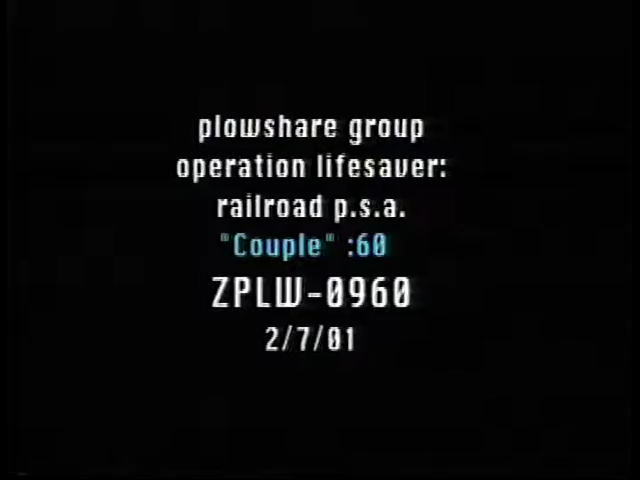 plowshare group
operation lifesaver:
railroad p.s.a.
"Couple" :60
ZPLW-0960
2/7/01